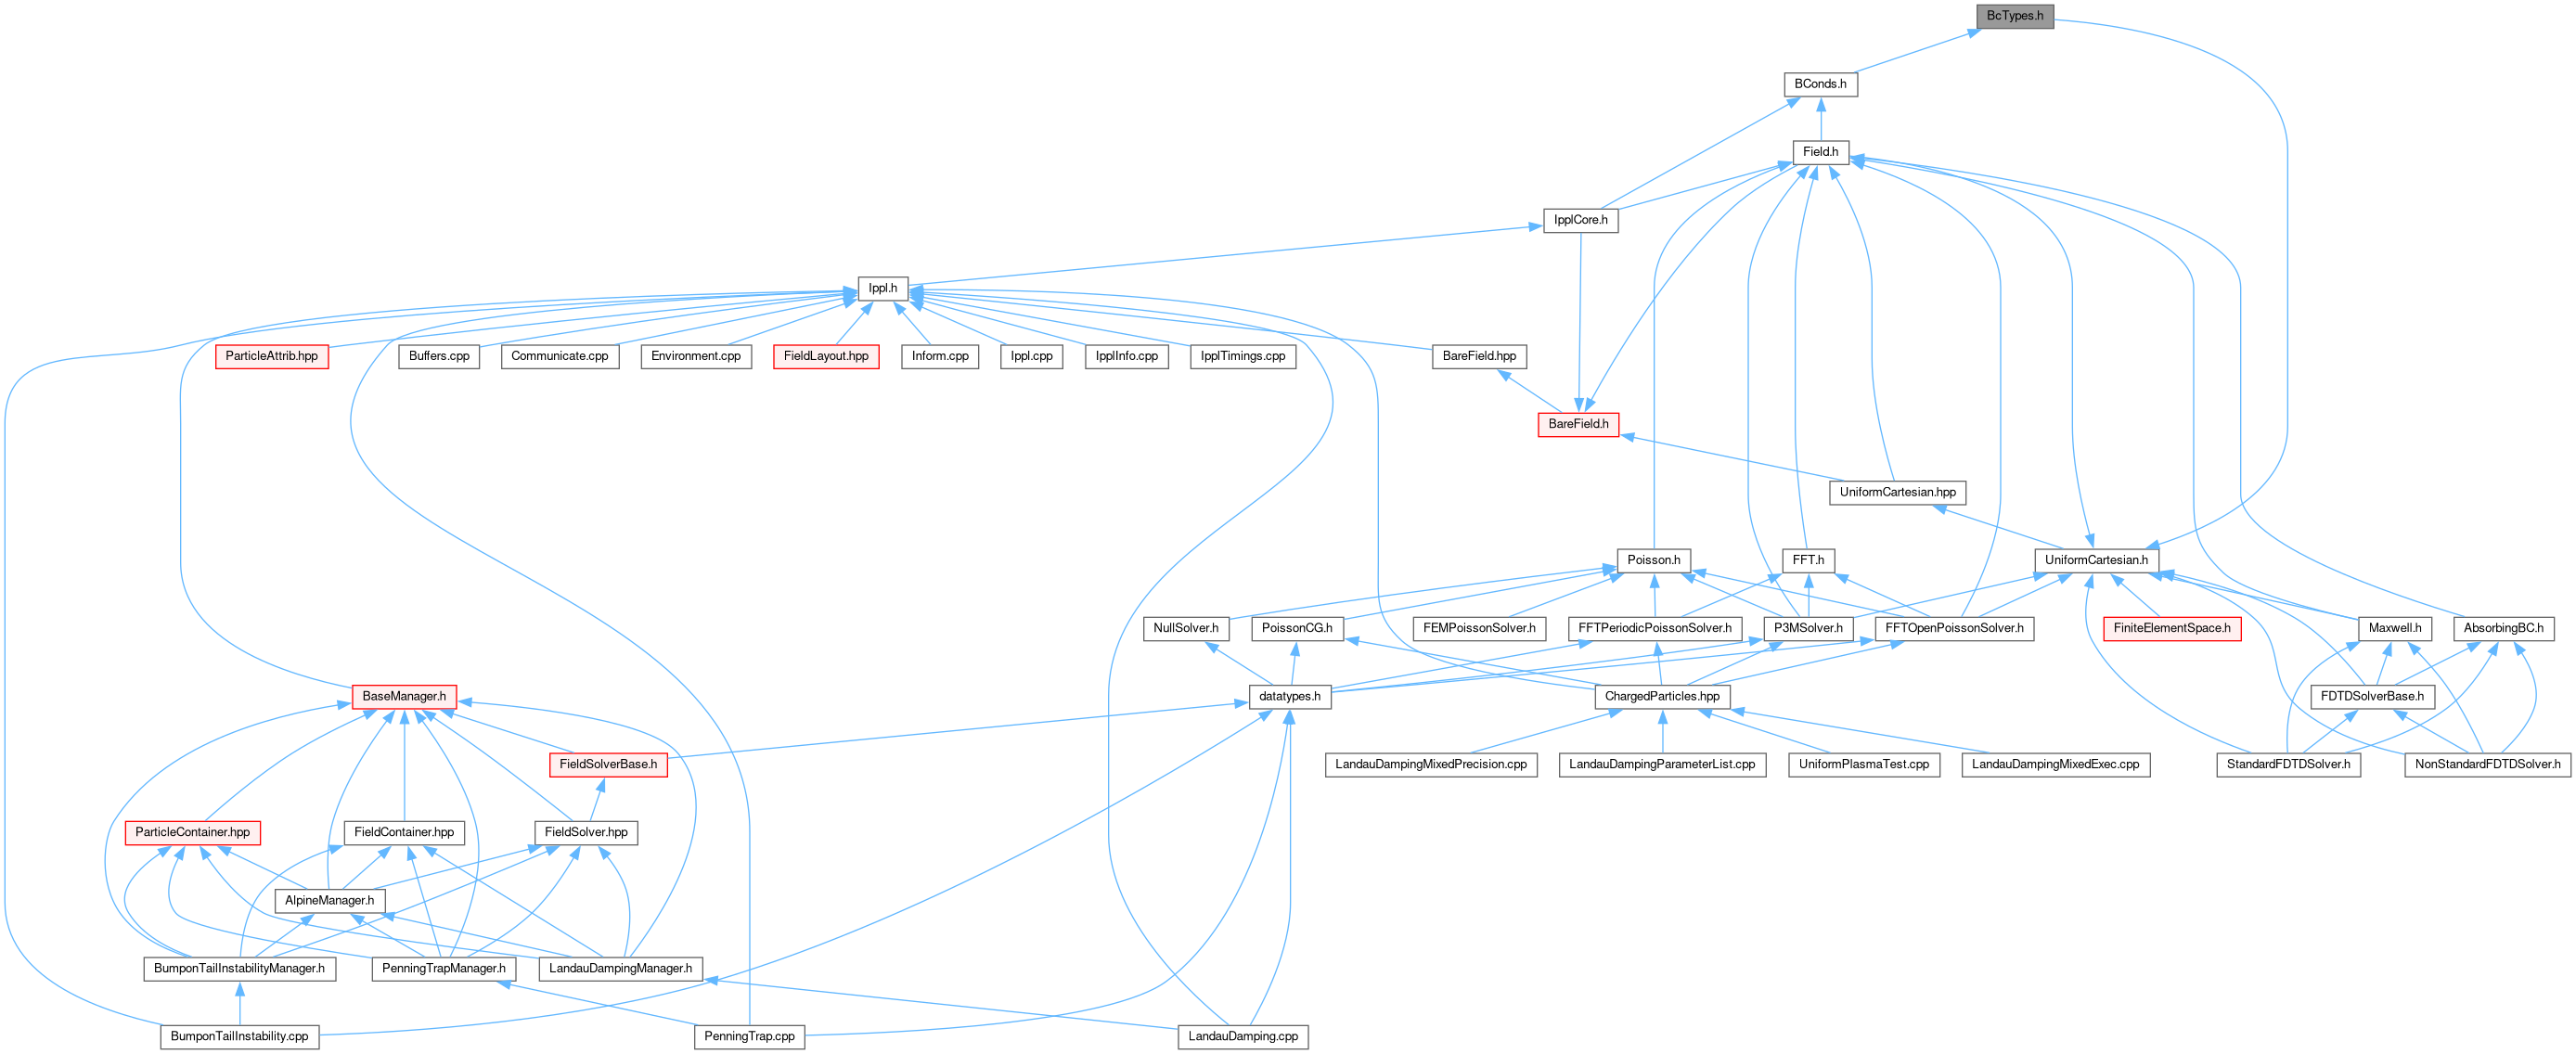 BcTypes.h
BConds.h
Field.h
IpplCore.h
Ippl.h
ParticleAttrib.hpp
Buffers.cpp
Communicate.cpp
Environment.cpp
FieldLayout.hpp
Inform.cpp
Ippl.cpp
IpplInfo.cpp
IpplTimings.cpp
BareField.hpp
BareField.h
UniformCartesian.hpp
Poisson.h
FFT.h
UniformCartesian.h
NullSolver.h
PoissonCG.h
FEMPoissonSolver.h
FFTPeriodicPoissonSolver.h
P3MSolver.h
FFTOpenPoissonSolver.h
FiniteElementSpace.h
Maxwell.h
AbsorbingBC.h
BaseManager.h
datatypes.h
ChargedParticles.hpp
FDTDSolverBase.h
FieldSolverBase.h
LandauDampingMixedPrecision.cpp
LandauDampingParameterList.cpp
UniformPlasmaTest.cpp
LandauDampingMixedExec.cpp
StandardFDTDSolver.h
NonStandardFDTDSolver.h
ParticleContainer.hpp
FieldContainer.hpp
FieldSolver.hpp
AlpineManager.h
BumponTailInstabilityManager.h
PenningTrapManager.h
LandauDampingManager.h
BumponTailInstability.cpp
PenningTrap.cpp
LandauDamping.cpp